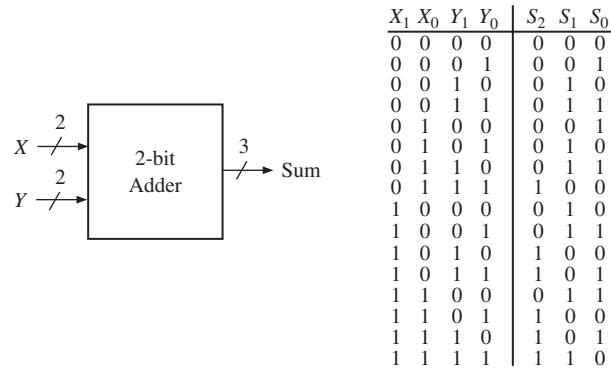 2
X
2
Y
2-bit
Adder
3
Sum
X₁ X₀ Y₁ Y₀ S₂ S₁ S₀
0 0 0 0 0 0 0
0 0 0 1 0 0 1
0 0 1 0 0 1 0
0 0 1 1 0 1 1
0 1 0 0 0 0 1
0 1 0 1 0 1 0
0 1 1 0 0 1 1
0 1 1 1 1 0 0
1 0 0 0 0 1 0
1 0 0 1 0 1 1
1 0 1 0 1 0 0
1 0 1 1 1 0 1
1 1 0 0 0 1 1
1 1 0 1 1 0 0
1 1 1 0 1 0 1
1 1 1 1 1 1 0